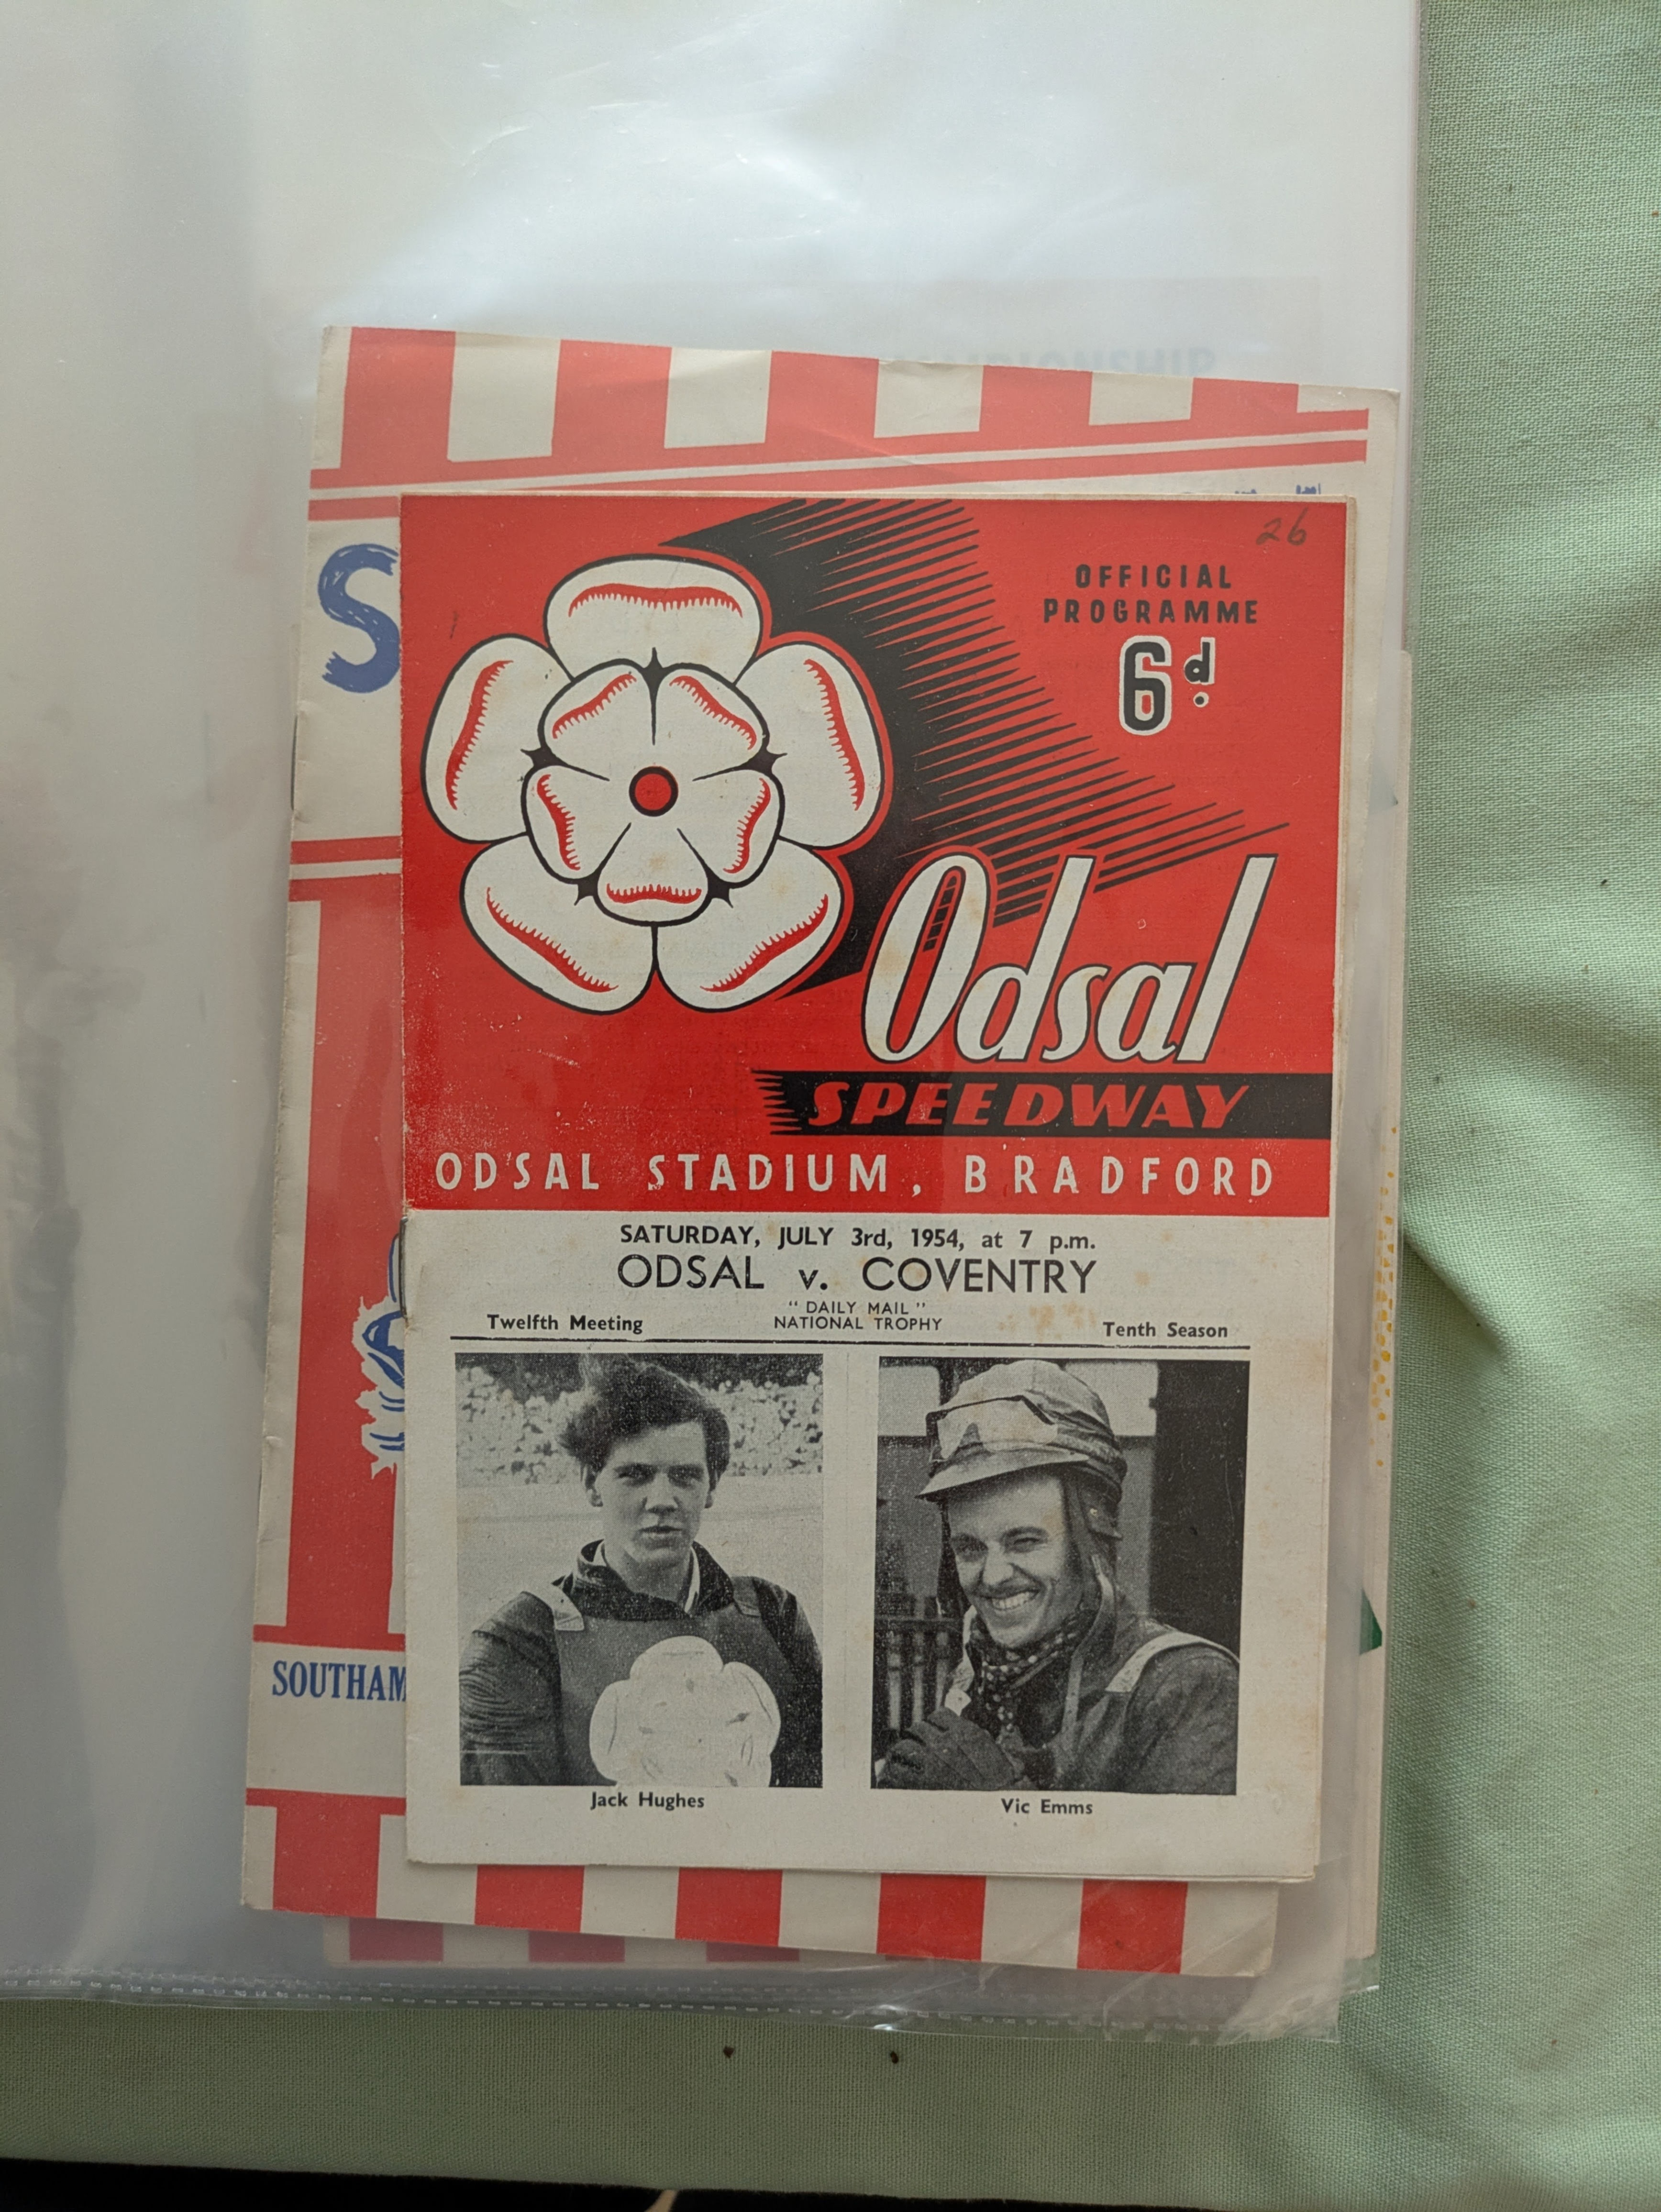 CHAMPIONSHIP
S
26
OFFICIAL
PROGRAMME
6d.
Odsal
SPEEDWAY
ODSAL STADIUM, BRADFORD
SATURDAY, JULY 3rd, 1954, at 7 p.m.
ODSAL v. COVENTRY
Twelfth Meeting
" DAILY MAIL "
NATIONAL TROPHY
Tenth Season
SOUTHAM
Jack Hughes
Vic Emms